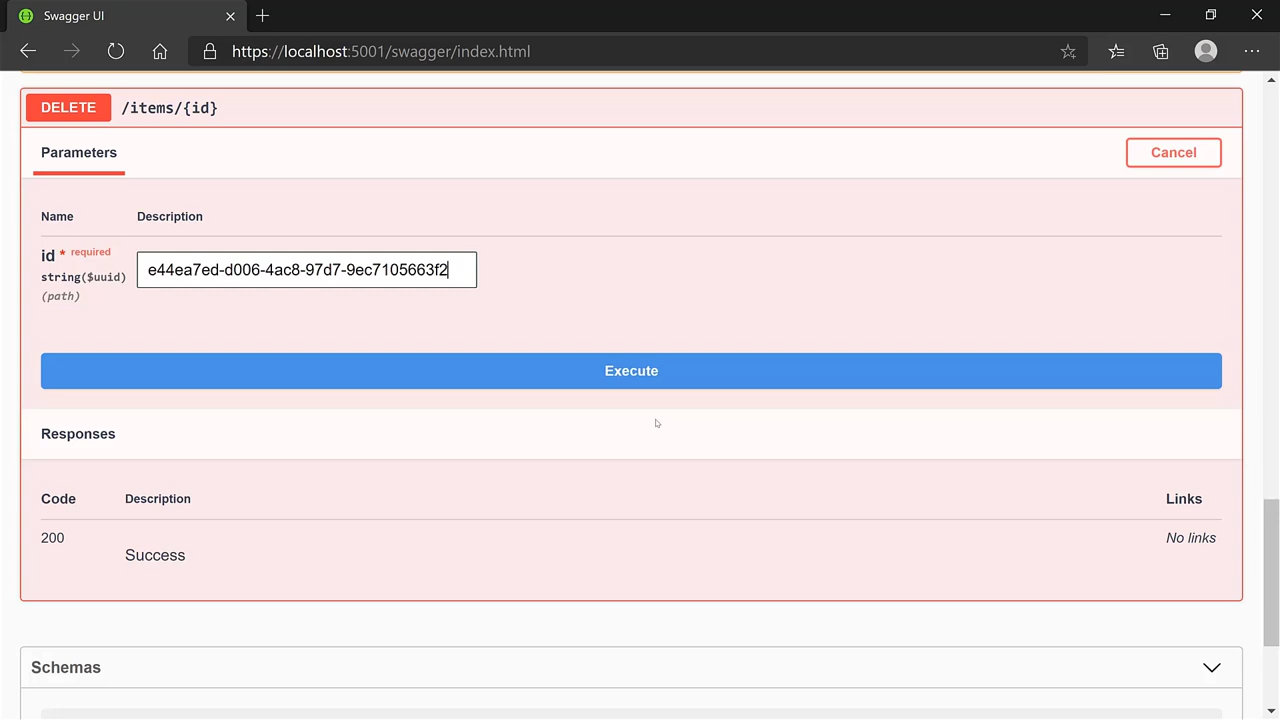 Swagger UI
https://localhost:5001/swagger/index.html
DELETE /items/{id}
Parameters
Cancel
Name Description
id * required
string($uuid)
(path)
e44ea7ed-d006-4ac8-97d7-9ec7105663f2
Execute
Responses
Code Description Links
200 No links
Success
Schemas